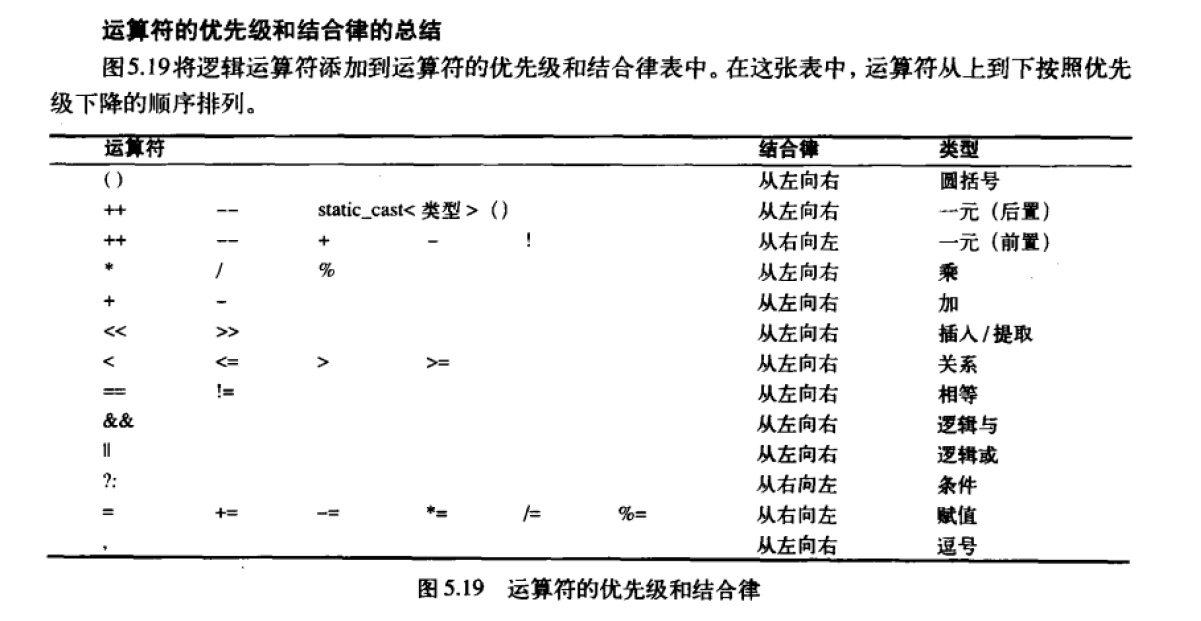 运算符的优先级和结合律的总结
图5.19将逻辑运算符添加到运算符的优先级和结合律表中。在这张表中，运算符从上到下按照优先
级下降的顺序排列。
运算符 结合律 类型
( ) 从左向右 圆括号
++ -- static_cast< 类型 > ( ) 从左向右 一元（后置）
++ -- + - ! 从右向左 一元（前置）
* / % 从左向右 乘
+ - 从左向右 加
<< >> 从左向右 插入/提取
< <= > >= 从左向右 关系
== != 从左向右 相等
&& 从左向右 逻辑与
|| 从左向右 逻辑或
?: 从右向左 条件
= += -= *= /= %= 从右向左 赋值
, 从左向右 逗号
图 5.19 运算符的优先级和结合律